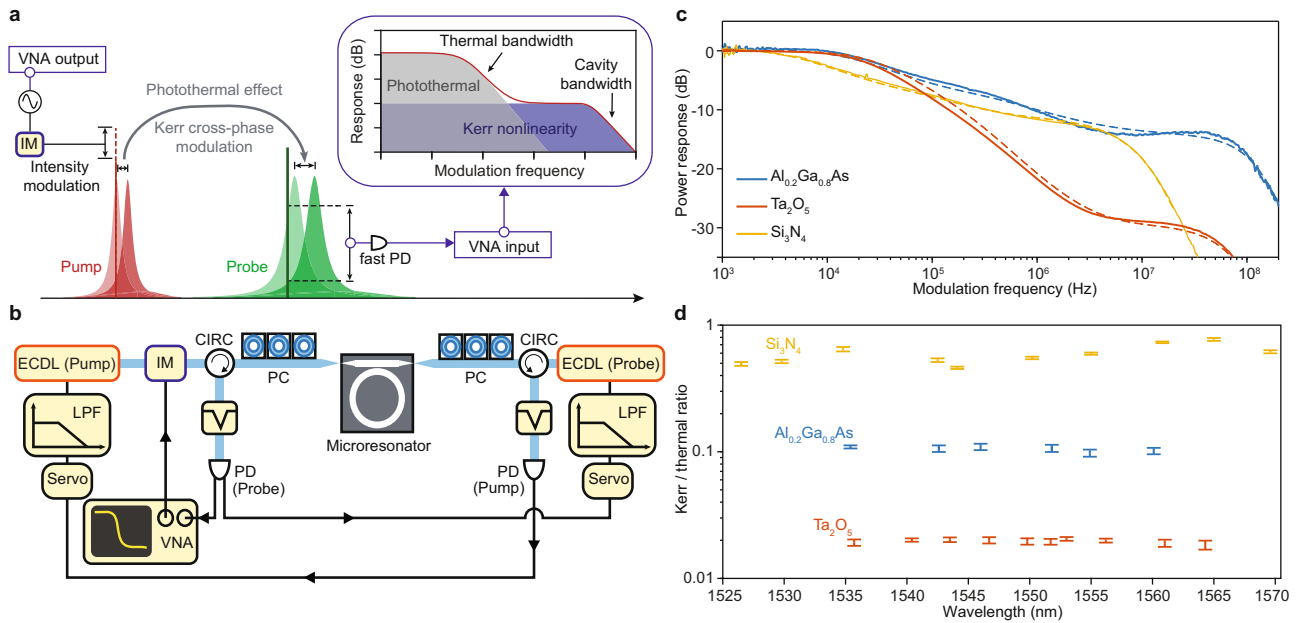 a
VNA output
IM
Intensity
modulation
Photothermal effect
Kerr cross-phase
modulation
Pump
Probe
fast PD
VNA input
Response (dB)
Thermal bandwidth
Cavity
bandwidth
Photothermal
Kerr nonlinearity
Modulation frequency
b
ECDL (Pump)
IM
CIRC
PC
Microresonator
PC
CIRC
ECDL (Probe)
LPF
Servo
PD
(Probe)
VNA
PD
(Pump)
LPF
Servo
c
Power response (dB)
0
-10
-20
-30
Al0.2Ga0.8As
Ta2O5
Si3N4
10³
10⁴
10⁵
10⁶
10⁷
10⁸
Modulation frequency (Hz)
d
Kerr / thermal ratio
1
0.1
0.01
Si3N4
Al0.2Ga0.8As
Ta2O5
1525
1530
1535
1540
1545
1550
1555
1560
1565
1570
Wavelength (nm)